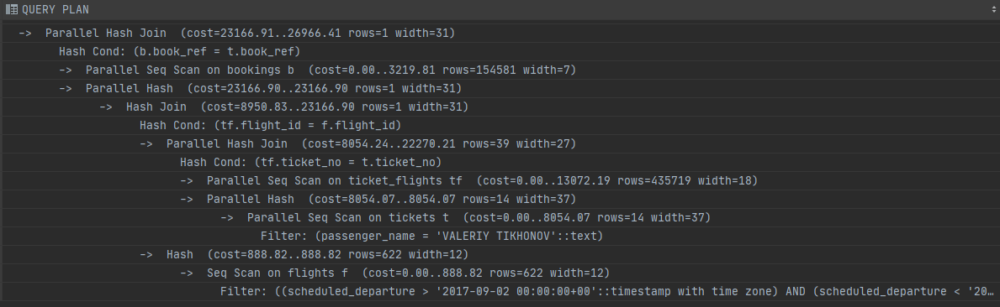 QUERY PLAN
-> Parallel Hash Join (cost=23166.91..26966.41 rows=1 width=31)
Hash Cond: (b.book_ref = t.book_ref)
-> Parallel Seq Scan on bookings b (cost=0.00..3219.81 rows=154581 width=7)
-> Parallel Hash (cost=23166.90..23166.90 rows=1 width=31)
-> Hash Join (cost=8950.83..23166.90 rows=1 width=31)
Hash Cond: (tf.flight_id = f.flight_id)
-> Parallel Hash Join (cost=8054.24..22270.21 rows=39 width=27)
Hash Cond: (tf.ticket_no = t.ticket_no)
-> Parallel Seq Scan on ticket_flights tf (cost=0.00..13072.19 rows=435719 width=18)
-> Parallel Hash (cost=8054.07..8054.07 rows=14 width=37)
-> Parallel Seq Scan on tickets t (cost=0.00..8054.07 rows=14 width=37)
Filter: (passenger_name = 'VALERIY TIKHONOV'::text)
-> Hash (cost=888.82..888.82 rows=622 width=12)
-> Seq Scan on flights f (cost=0.00..888.82 rows=622 width=12)
Filter: ((scheduled_departure > '2017-09-02 00:00:00+00'::timestamp with time zone) AND (scheduled_departure < '20…